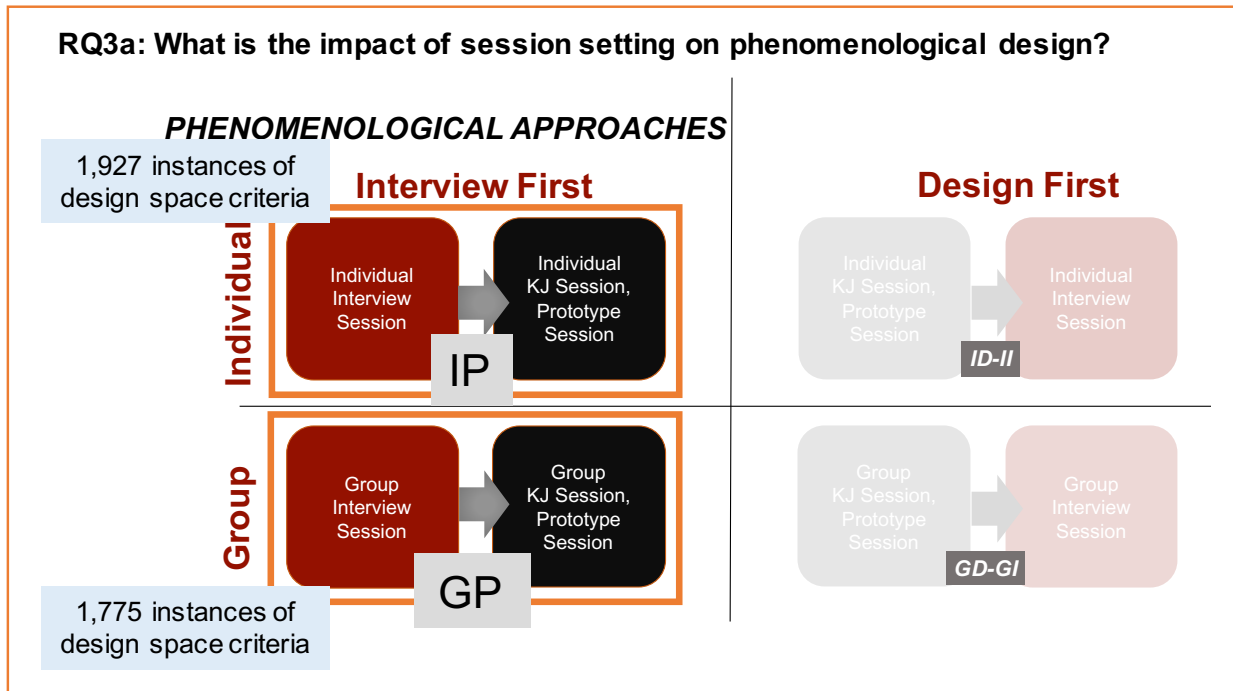 RQ3a: What is the impact of session setting on phenomenological design?
PHENOMENOLOGICAL APPROACHES
1,927 instances of
design space criteria
Interview First
Design First
Individual
Individual
Interview
Session
Individual
KJ Session,
Prototype
Session
IP
Individual
KJ Session,
Prototype
Session
Individual
Interview
Session
ID-II
Group
Group
Interview
Session
Group
KJ Session,
Prototype
Session
GP
Group
KJ Session,
Prototype
Session
Group
Interview
Session
GD-GI
1,775 instances of
design space criteria